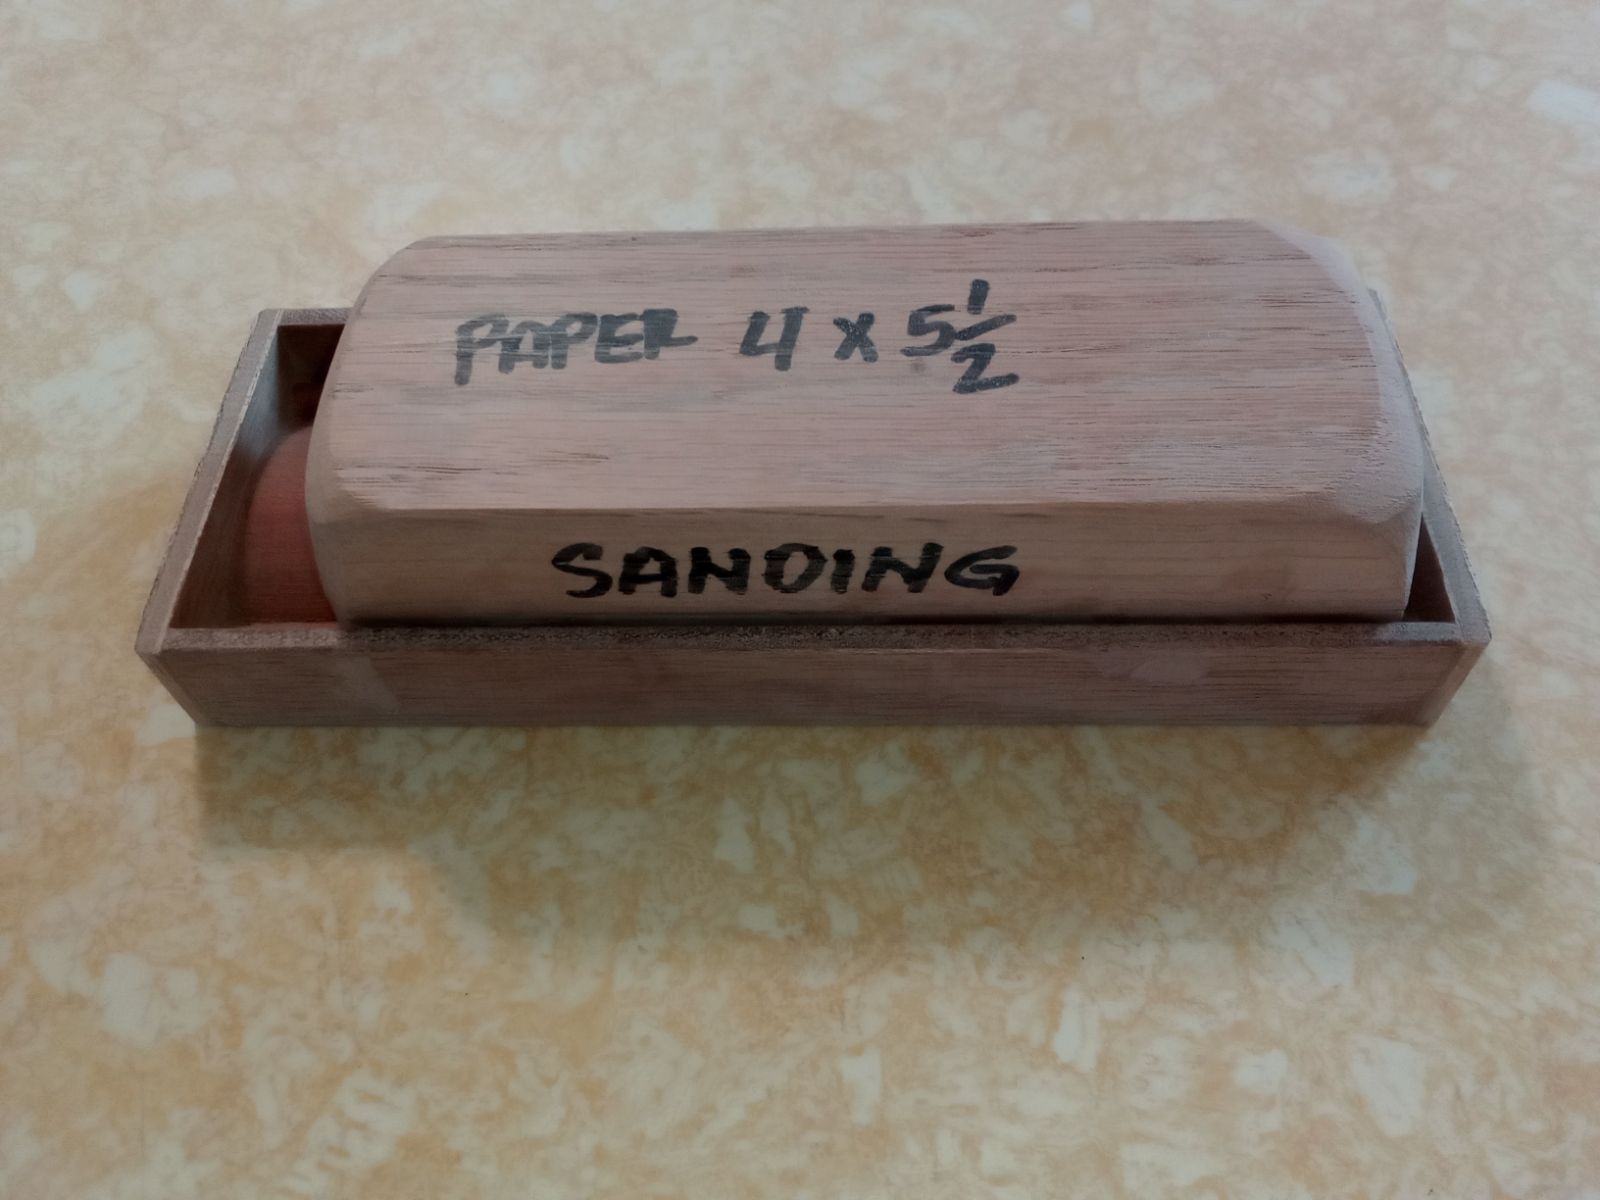 PAPER 4 x 5 1/2
SANDING